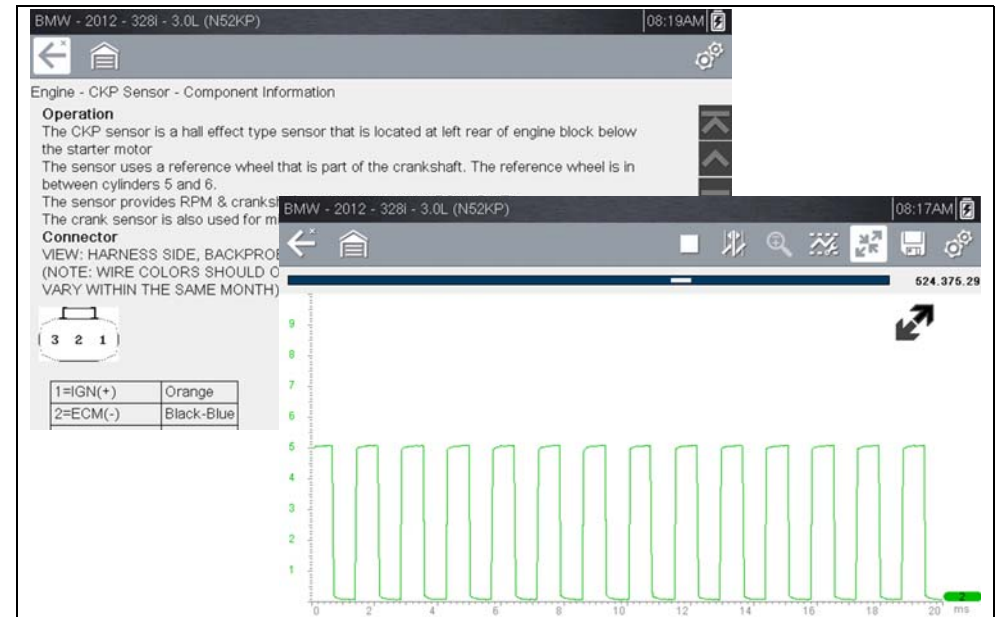 BMW - 2012 - 328I - 3.0L (N52KP)
08:19AM
Engine - CKP Sensor - Component Information
Operation
The CKP sensor is a hall effect type sensor that is located at left rear of engine block below
the starter motor
The sensor uses a reference wheel that is part of the crankshaft. The reference wheel is in
between cylinders 5 and 6.
The sensor provides RPM &
The crank sensor is also used for
Connector
VIEW: HARNESS SIDE,
(NOTE: WIRE COLORS SHOULD
VARY WITHIN THE SAME MONTH)
3 2 1
1=IGN(+) Orange
2=ECM(-) Black-Blue
BMW - 2012 - 328I - 3.0L (N52KP)
08:17AM
524.375.29
9
8
7
6
5
4
3
2
1
2
0 2 4 6 8 10 12 14 16 18 20 ms